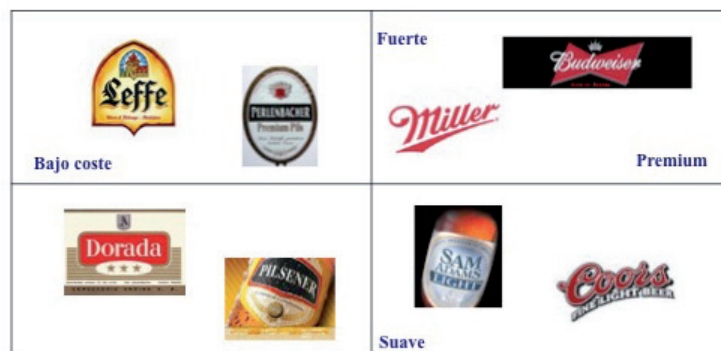 Leffe
PERLENBACHER
Premium Pils
Bajo coste
Fuerte
Budweiser
Miller
Premium
Dorada
PILSENER
SAM
ADAMS
LIGHT
Coors
FINE LIGHT BEER
Suave